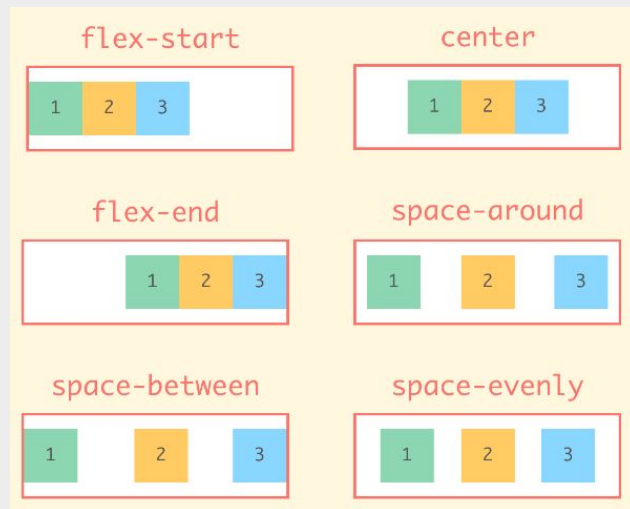 flex-start
center
1 2 3
1 2 3
flex-end
space-around
1 2 3
1 2 3
space-between
space-evenly
1 2 3
1 2 3